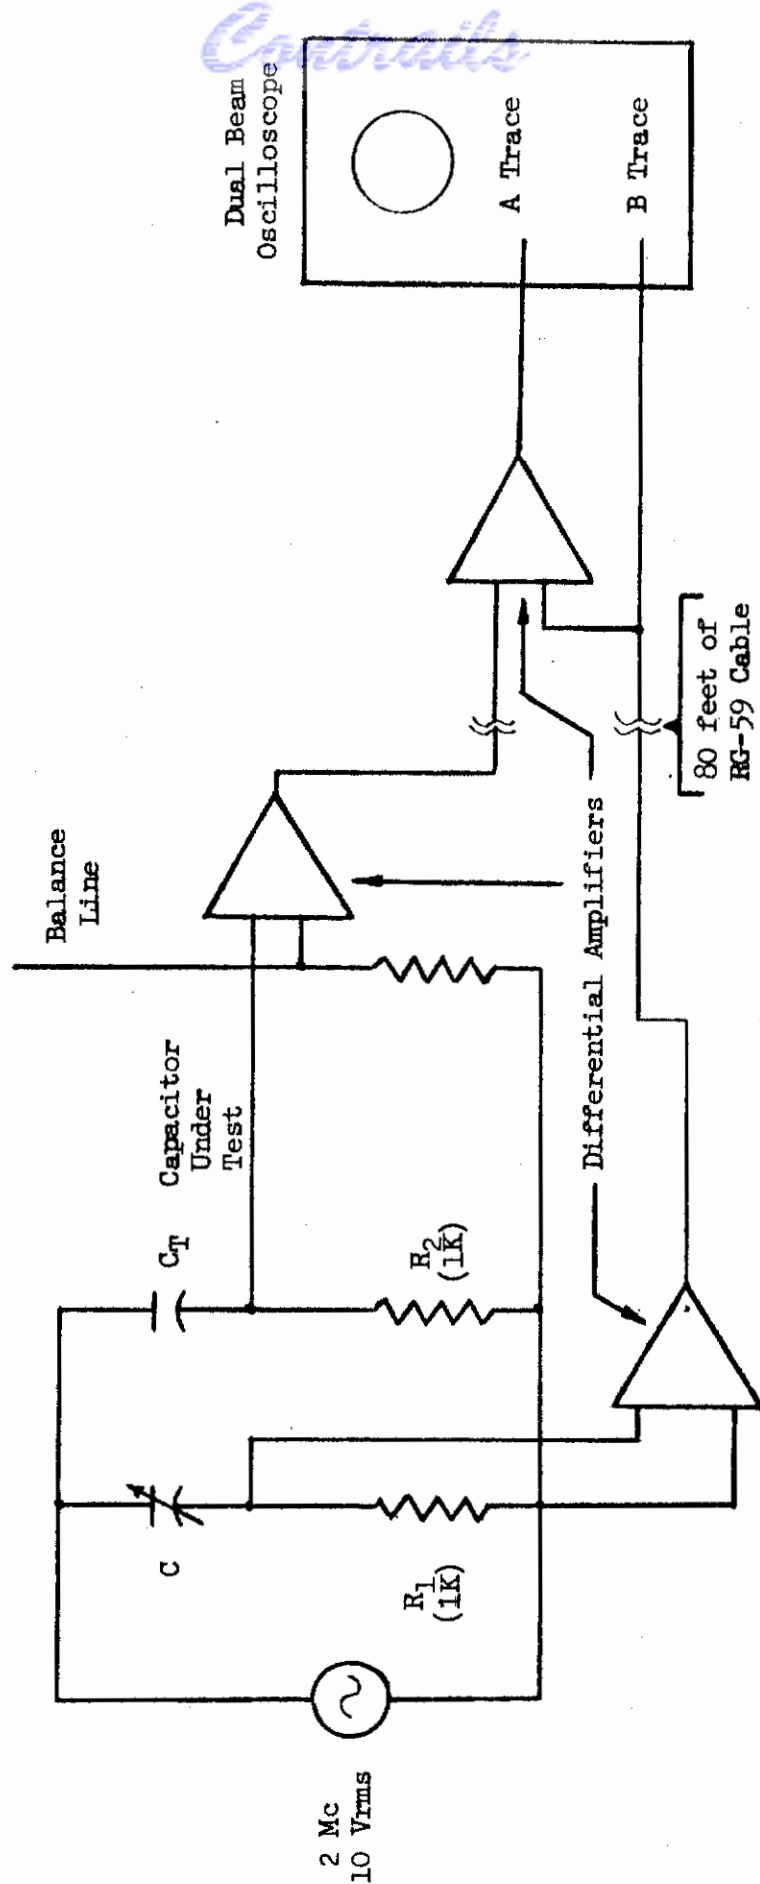 Contrails
Dual Beam
Oscilloscope
A Trace
B Trace
Balance
Line
80 feet of
RG-59 Cable
Differential Amplifiers
Capacitor
Under
Test
CT
R2
(1K)
C
R1
(1K)
2 Mc
10 Vrms